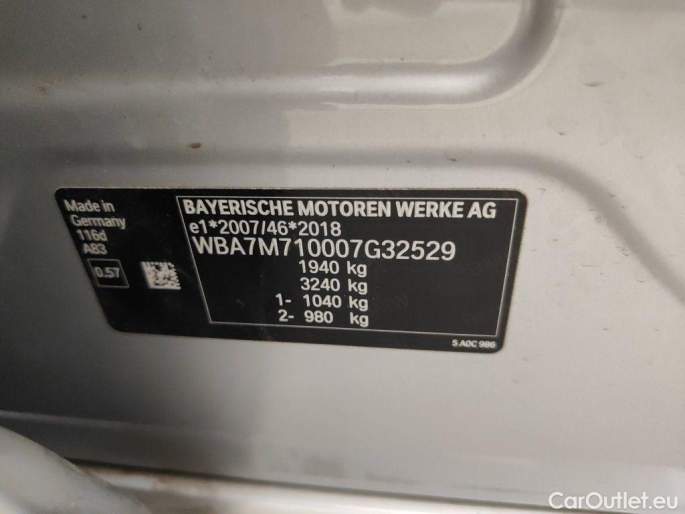 Made in
Germany
116d
A83
0.57
BAYERISCHE MOTOREN WERKE AG
e1*2007/46*2018
WBA7M710007G32529
1940 kg
3240 kg
1- 1040 kg
2- 980 kg
5 A0C 986
CarOutlet.eu